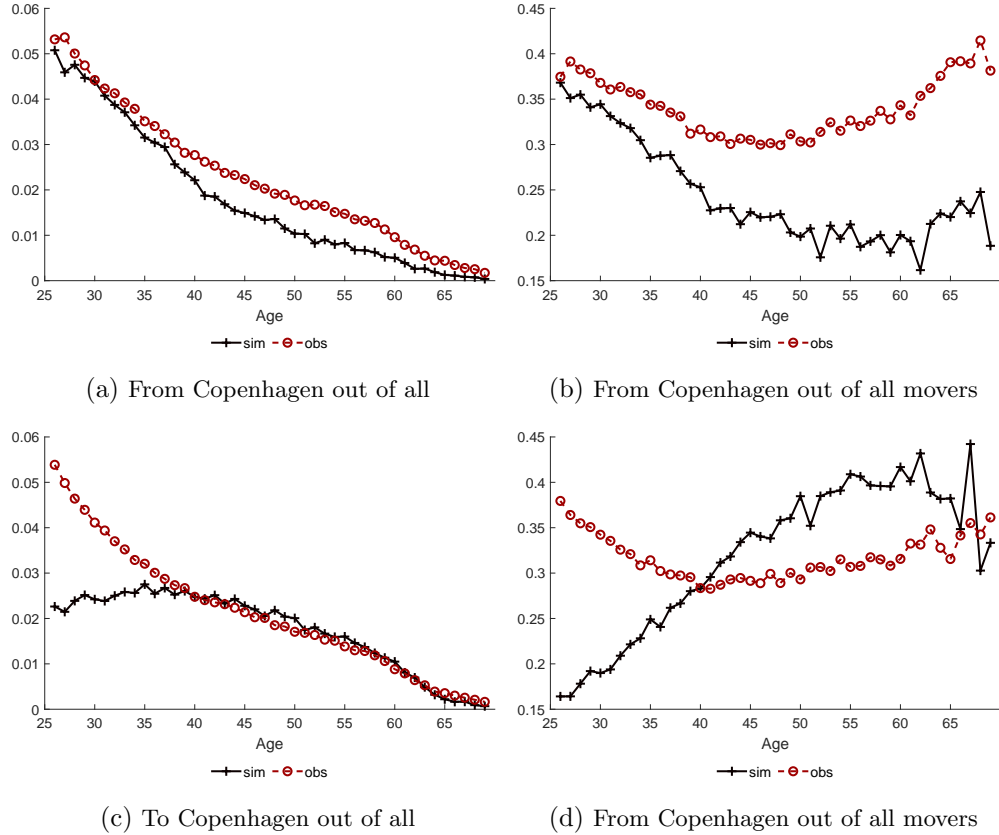 0.06
0.05
0.04
0.03
0.02
0.01
0
25 30 35 40 45 50 55 60 65
Age
sim obs
(a) From Copenhagen out of all
0.45
0.4
0.35
0.3
0.25
0.2
0.15
25 30 35 40 45 50 55 60 65
Age
sim obs
(b) From Copenhagen out of all movers
0.06
0.05
0.04
0.03
0.02
0.01
0
25 30 35 40 45 50 55 60 65
Age
sim obs
(c) To Copenhagen out of all
0.45
0.4
0.35
0.3
0.25
0.2
0.15
25 30 35 40 45 50 55 60 65
Age
sim obs
(d) From Copenhagen out of all movers